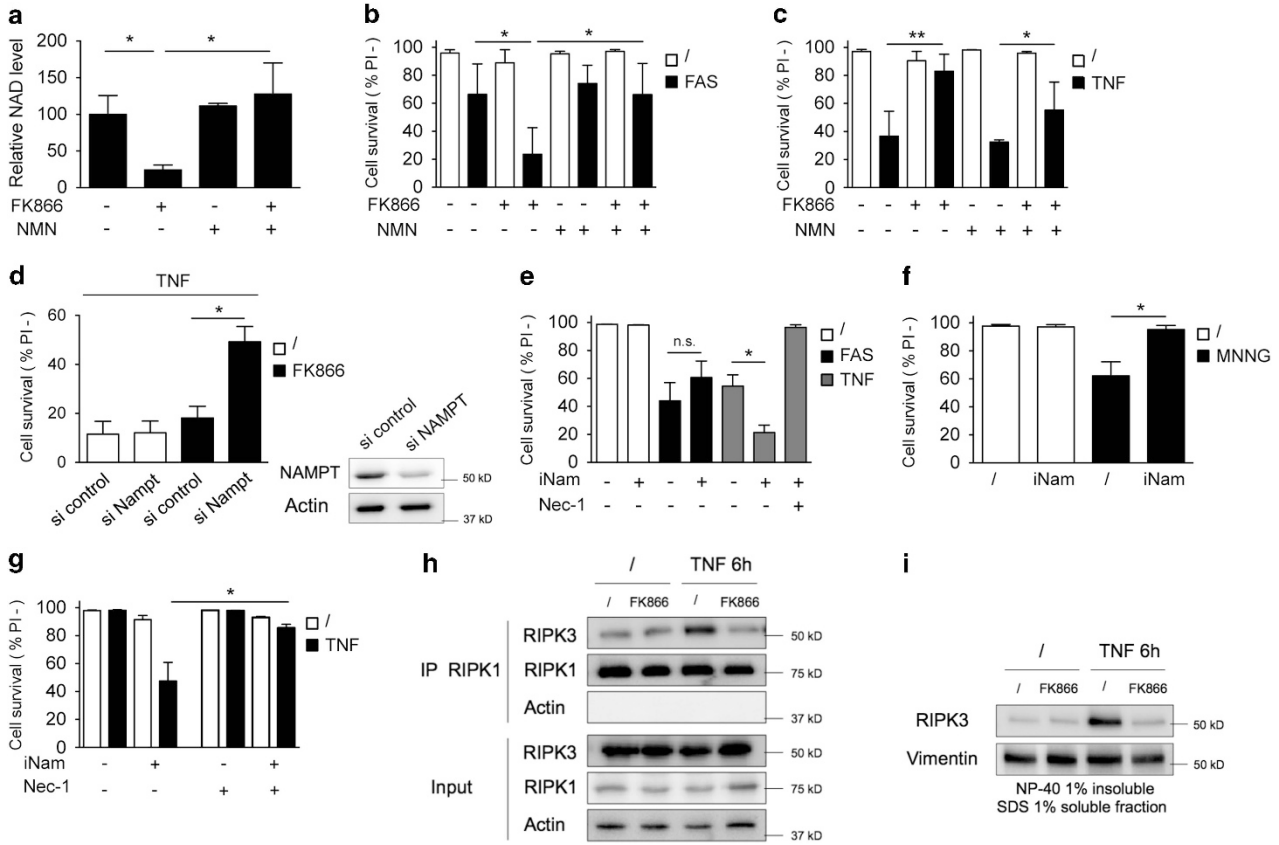 a
Relative NAD level
200
150
100
50
0
* *
FK866 - + - +
NMN - - + +
b
Cell survival ( % PI - )
100
80
60
40
20
0
* *
/
FAS
FK866 - - + + - - + +
NMN - - - - + + + +
c
Cell survival ( % PI - )
100
80
60
40
20
0
** *
/
TNF
FK866 - - + + - - + +
NMN - - - - + + + +
d
TNF
Cell survival ( % PI - )
60
40
20
0
*
/
FK866
si control
si Nampt
si control
si Nampt
si control
si NAMPT
NAMPT
50 kD
Actin
37 kD
e
Cell survival ( % PI - )
100
80
60
40
20
0
n.s. *
/
FAS
TNF
iNam - + - + - + +
Nec-1 - - - - - - +
f
Cell survival ( % PI - )
100
80
60
40
20
0
*
/
MNNG
/ iNam / iNam
g
Cell survival ( % PI - )
100
80
60
40
20
0
*
/
TNF
iNam - + - +
Nec-1 - - + +
h
/ TNF 6h
/ FK866 / FK866
IP RIPK1
RIPK3 50 kD
RIPK1 75 kD
Actin 37 kD
Input
RIPK3 50 kD
RIPK1 75 kD
Actin 37 kD
i
/ TNF 6h
/ FK866 / FK866
RIPK3 50 kD
Vimentin 50 kD
NP-40 1% insoluble
SDS 1% soluble fraction